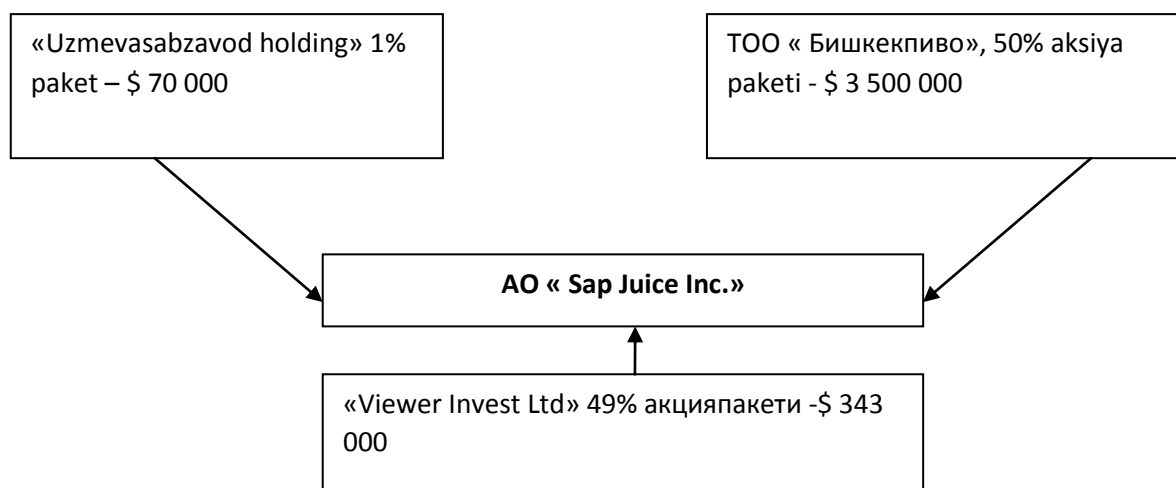 «Uzmevasabzavod holding» 1%
paket – $ 70 000
ТОО « Бишкекпиво», 50% aksiya
paketi - $ 3 500 000
АО « Sap Juice Inc.»
«Viewer Invest Ltd» 49% акцияпакети -$ 343
000